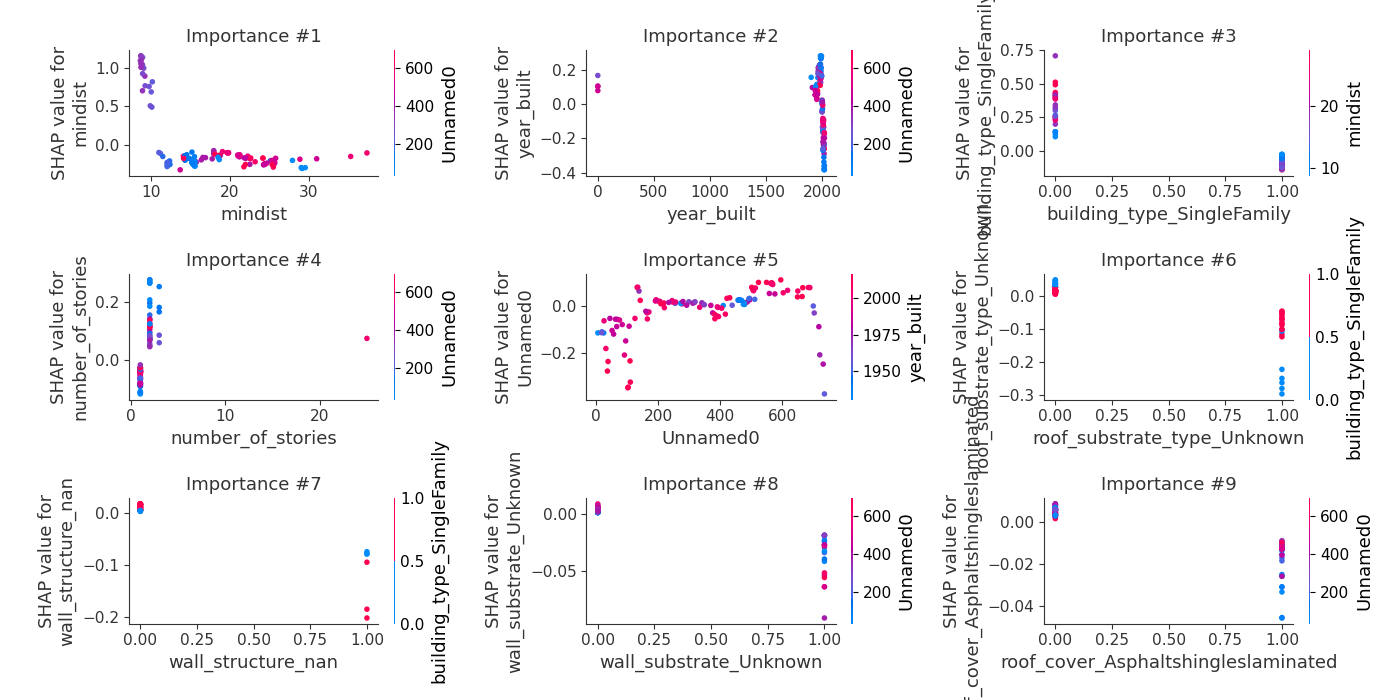 Importance #1
SHAP value for
mindist
1.0
0.5
0.0
10
20
30
mindist
600
400
200
Unnamed0
Importance #2
SHAP value for
year_built
0.2
0.0
−0.2
−0.4
0
500
1000
1500
2000
year_built
600
400
200
Unnamed0
Importance #3
SHAP value for
building_type_SingleFamily
0.75
0.50
0.25
0.00
0.00
0.25
0.50
0.75
1.00
building_type_SingleFamily
20
10
mindist
Importance #4
SHAP value for
number_of_stories
0.2
0.0
0
10
20
number_of_stories
600
400
200
Unnamed0
Importance #5
SHAP value for
Unnamed0
0.0
−0.2
0
200
400
600
Unnamed0
2000
1975
1950
year_built
Importance #6
SHAP value for
roof_substrate_type_Unknown
0.0
−0.1
−0.2
−0.3
0.00
0.25
0.50
0.75
1.00
roof_substrate_type_Unknown
1.0
0.5
0.0
building_type_SingleFamily
Importance #7
SHAP value for
wall_structure_nan
0.0
−0.1
−0.2
0.00
0.25
0.50
0.75
1.00
wall_structure_nan
1.0
0.5
0.0
building_type_SingleFamily
Importance #8
SHAP value for
wall_substrate_Unknown
0.00
−0.05
0.00
0.25
0.50
0.75
1.00
wall_substrate_Unknown
600
400
200
Unnamed0
Importance #9
SHAP value for
f_cover_Asphaltshingleslaminated
0.00
−0.02
−0.04
0.00
0.25
0.50
0.75
1.00
roof_cover_Asphaltshingleslaminated
600
400
200
Unnamed0